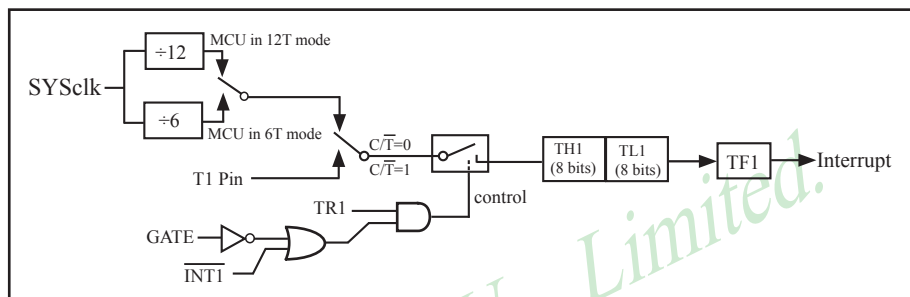 ÷12
MCU in 12T mode
SYSclk
÷6
MCU in 6T mode
C/T̅=0
C/T̅=1
T1 Pin
TH1
(8 bits)
TL1
(8 bits)
TF1
Interrupt
control
TR1
GATE
I̅N̅T̅1̅
Limited.